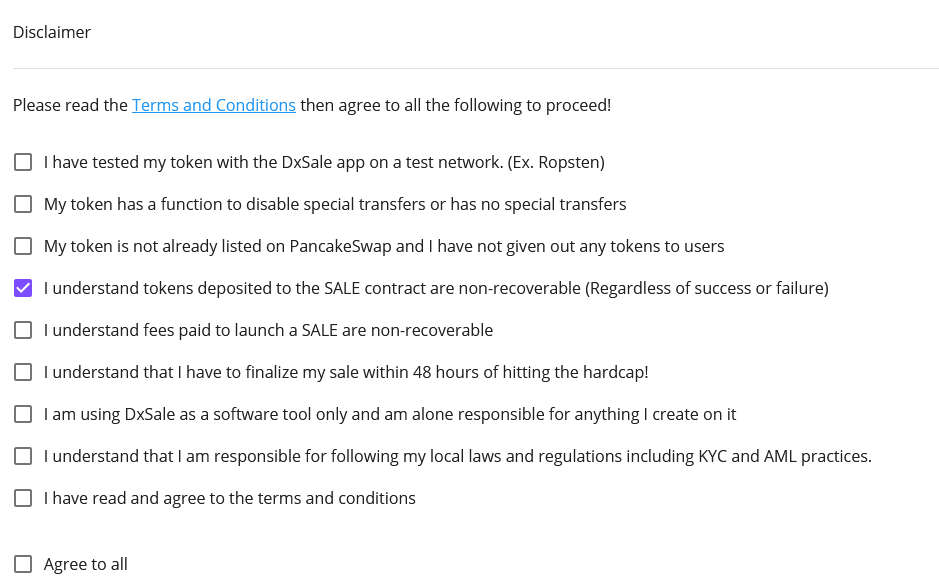 Disclaimer
Please read the Terms and Conditions then agree to all the following to proceed!
I have tested my token with the DxSale app on a test network. (Ex. Ropsten)
My token has a function to disable special transfers or has no special transfers
My token is not already listed on PancakeSwap and I have not given out any tokens to users
I understand tokens deposited to the SALE contract are non-recoverable (Regardless of success or failure)
I understand fees paid to launch a SALE are non-recoverable
I understand that I have to finalize my sale within 48 hours of hitting the hardcap!
I am using DxSale as a software tool only and am alone responsible for anything I create on it
I understand that I am responsible for following my local laws and regulations including KYC and AML practices.
I have read and agree to the terms and conditions
Agree to all